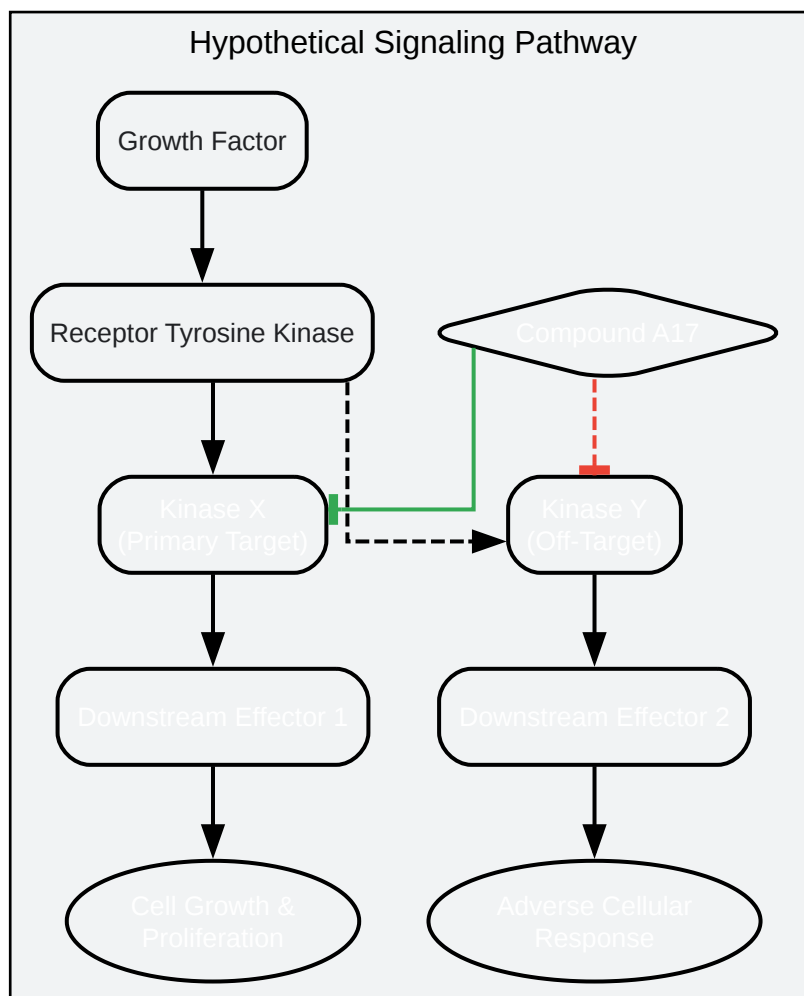 Hypothetical Signaling Pathway
Growth Factor
Receptor Tyrosine Kinase
Compound A17
Kinase X
(Primary Target)
Kinase Y
(Off-Target)
Downstream Effector 1
Downstream Effector 2
Cell Growth &
Proliferation
Adverse Cellular
Response